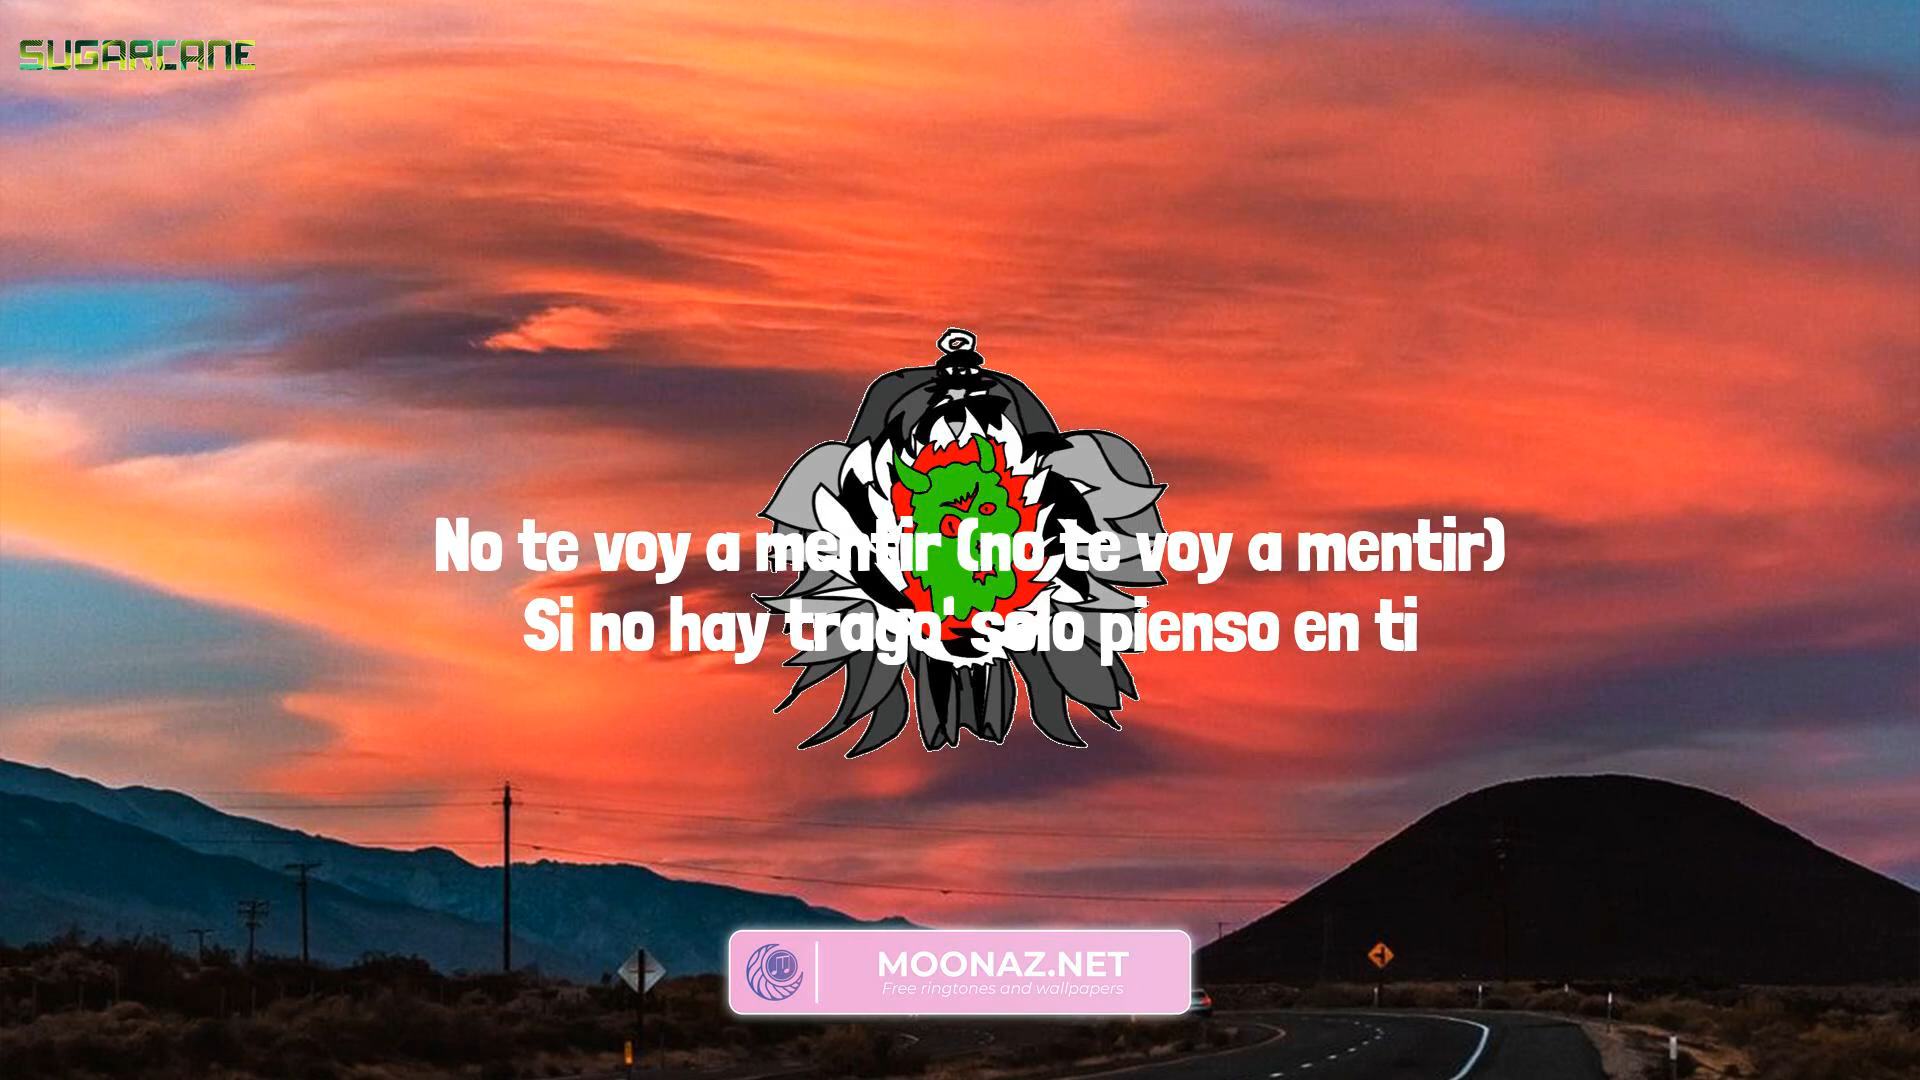 SUGARCANE
No te voy a mentir (no te voy a mentir)
Si no hay trago' solo pienso en ti
MOONAZ.NET
Free ringtones and wallpapers